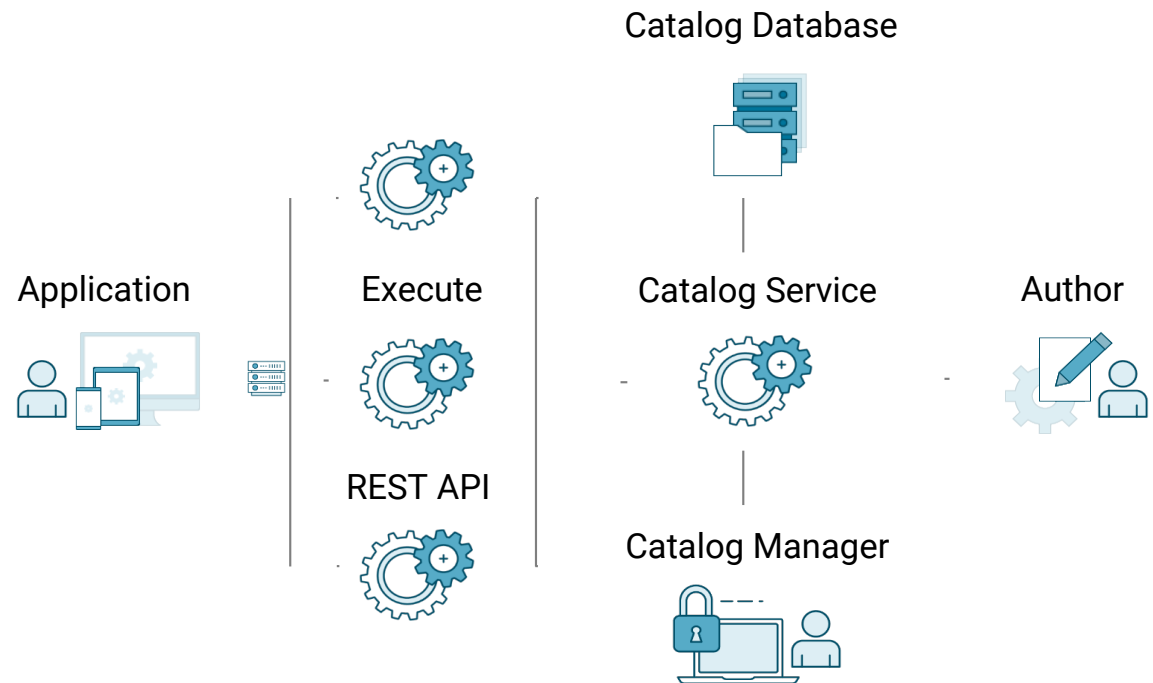 Catalog Database
Application
Execute
Catalog Service
Author
REST API
Catalog Manager